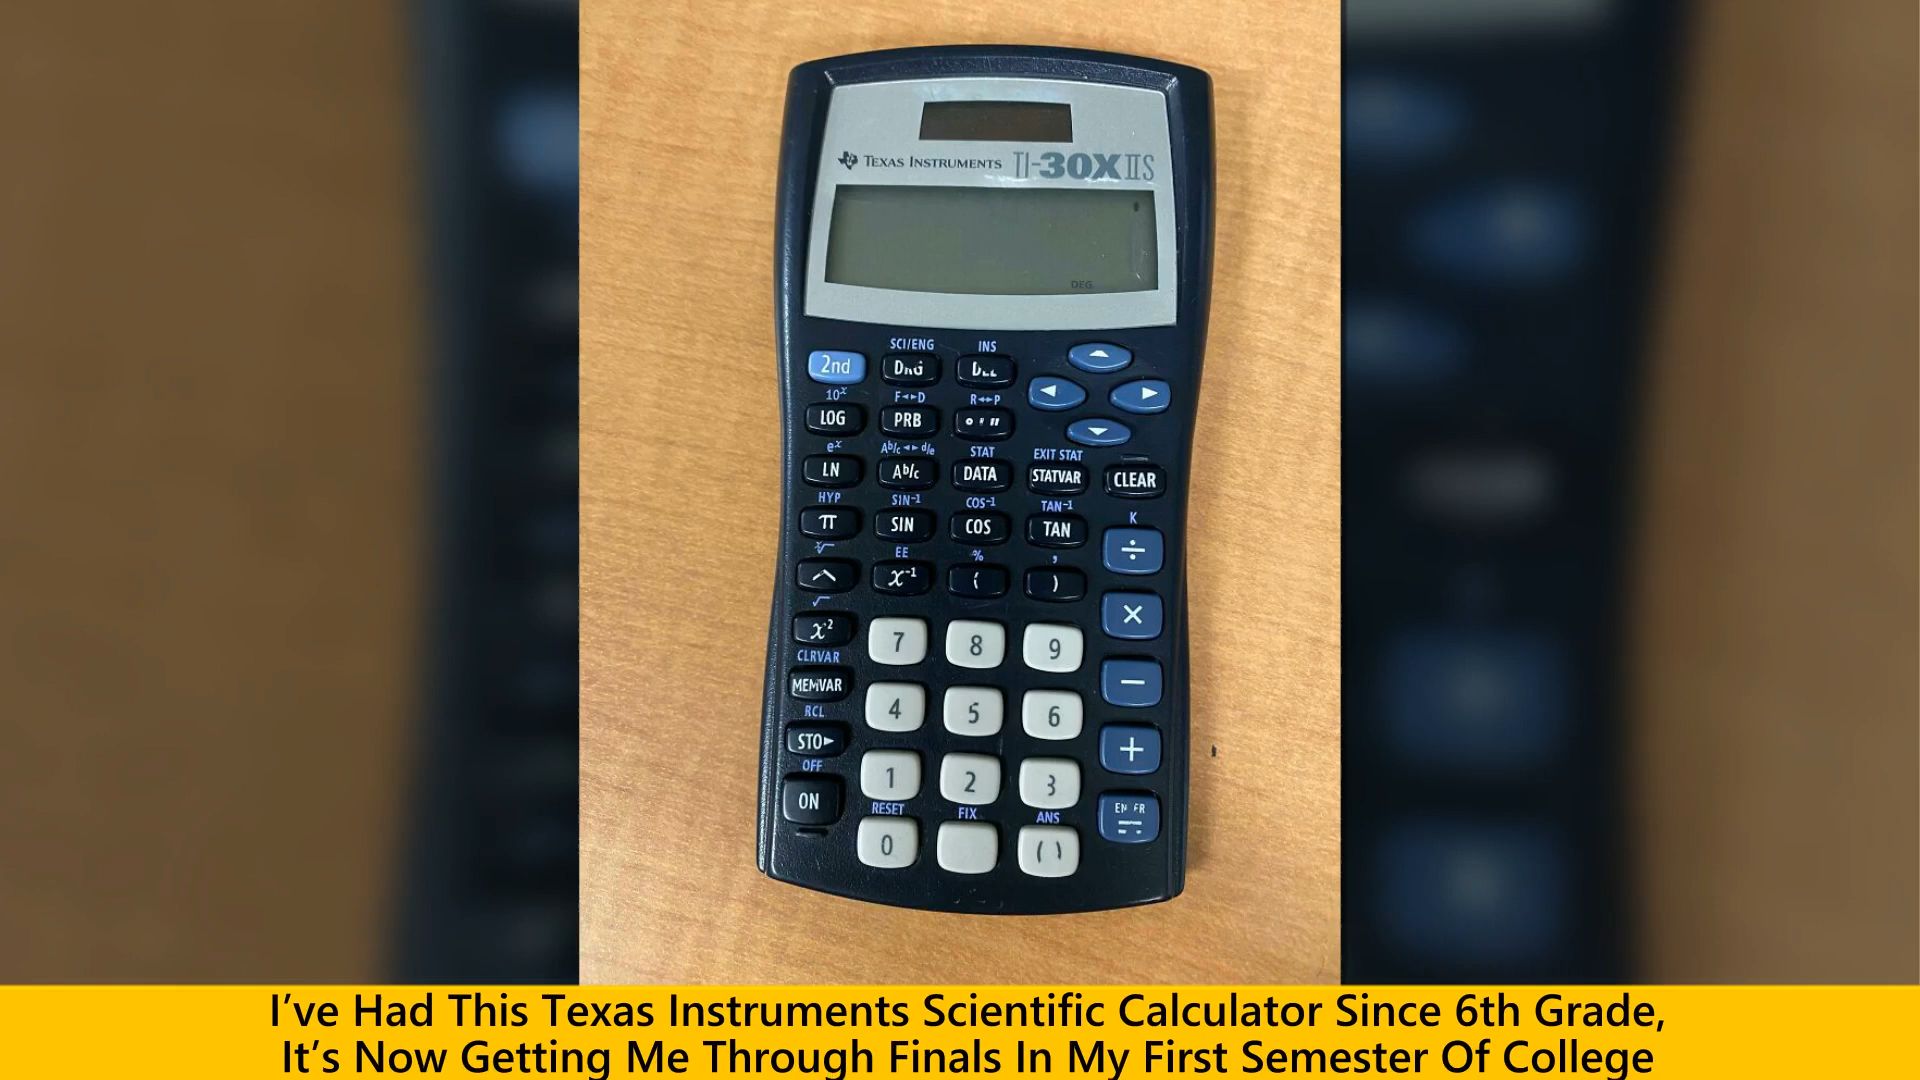 TEXAS INSTRUMENTS TI-30X IIS
DEG
SCI/ENG INS
2nd DRG
10ˣ F◄►D R◄►P
LOG PRB ° ' "
eˣ Ab/c◄►d/e STAT EXIT STAT
LN Ab/c DATA STATVAR CLEAR
HYP SIN⁻¹ COS⁻¹ TAN⁻¹ K
π SIN COS TAN ÷
ˣ√ EE % ,
^ x⁻¹ ( ) ×
√
x² 7 8 9
CLRVAR
MEMVAR 4 5 6 −
RCL
STO► 1 2 3 +
OFF
ON
RESET FIX ANS
0 ( ) =
I've Had This Texas Instruments Scientific Calculator Since 6th Grade,
It's Now Getting Me Through Finals In My First Semester Of College